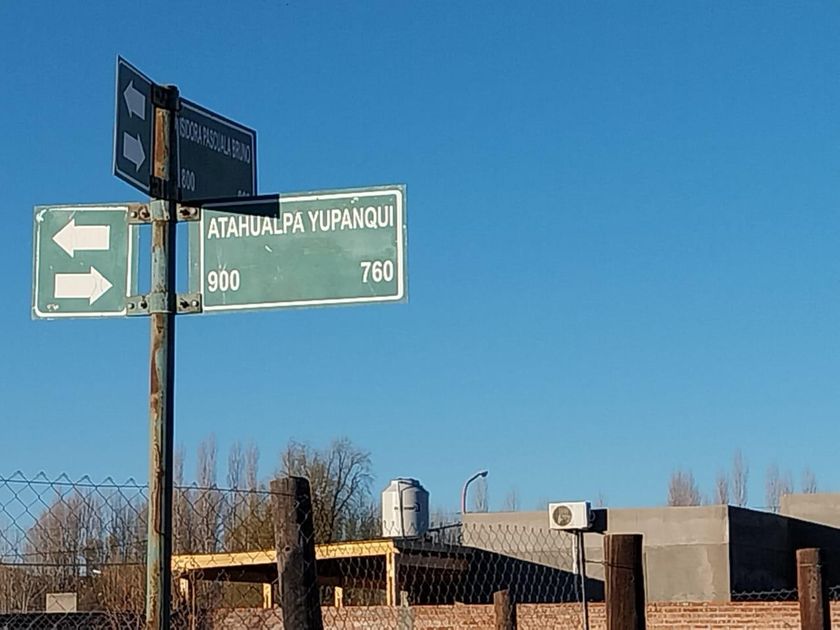 ISIDORA PASCUALA BRUNO
800
ATAHUALPA YUPANQUI
900 760